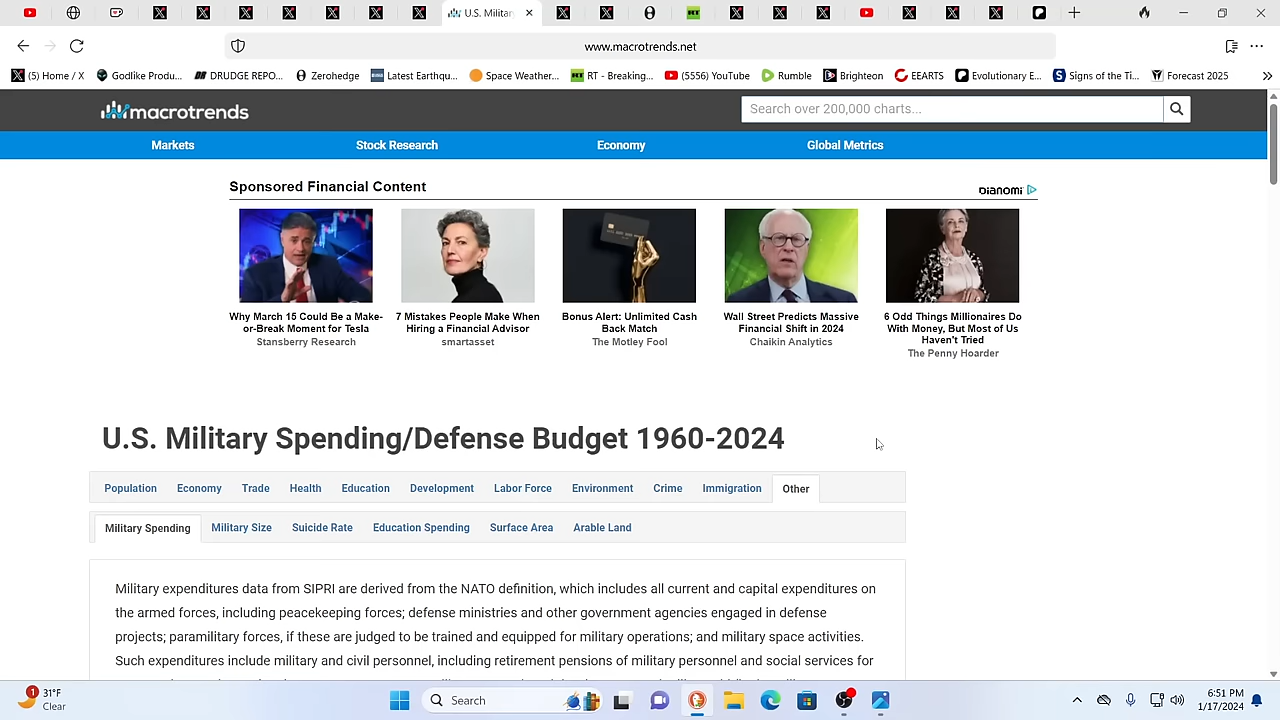 U.S. Militar
www.macrotrends.net
(5) Home / X
Godlike Produ...
DRUDGE REPO...
Zerohedge
Latest Earthqu...
Space Weather...
RT - Breaking...
(5556) YouTube
Rumble
Brighteon
EEARTS
Evolutionary E...
Signs of the Ti...
Forecast 2025
macrotrends
Search over 200,000 charts...
Markets
Stock Research
Economy
Global Metrics
Sponsored Financial Content
DIANOMI
Why March 15 Could Be a Make-
or-Break Moment for Tesla
Stansberry Research
7 Mistakes People Make When
Hiring a Financial Advisor
smartasset
Bonus Alert: Unlimited Cash
Back Match
The Motley Fool
Wall Street Predicts Massive
Financial Shift in 2024
Chaikin Analytics
6 Odd Things Millionaires Do
With Money, But Most of Us
Haven't Tried
The Penny Hoarder
U.S. Military Spending/Defense Budget 1960-2024
Population
Economy
Trade
Health
Education
Development
Labor Force
Environment
Crime
Immigration
Other
Military Spending
Military Size
Suicide Rate
Education Spending
Surface Area
Arable Land
Military expenditures data from SIPRI are derived from the NATO definition, which includes all current and capital expenditures on
the armed forces, including peacekeeping forces; defense ministries and other government agencies engaged in defense
projects; paramilitary forces, if these are judged to be trained and equipped for military operations; and military space activities.
Such expenditures include military and civil personnel, including retirement pensions of military personnel and social services for
1
31°F
Clear
Search
6:51 PM
1/17/2024